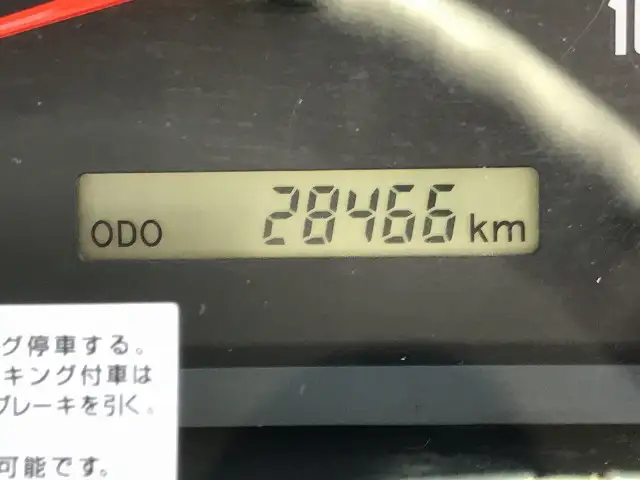 ODO 28466 km
グ停車する。
キング付車は
ブレーキを引く。
可能です。